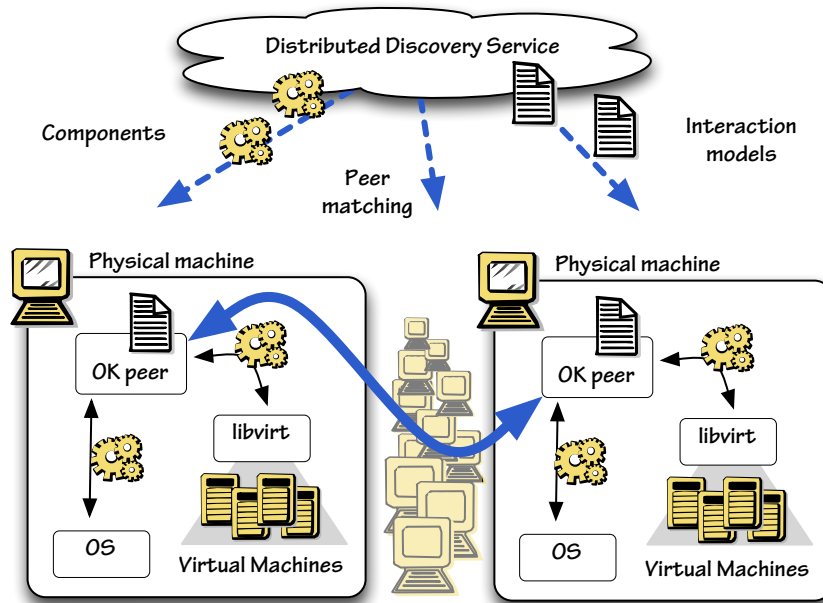 Distributed Discovery Service
Components
Interaction
models
Peer
matching
Physical machine
Physical machine
OK peer
OK peer
libvirt
libvirt
OS
OS
Virtual Machines
Virtual Machines